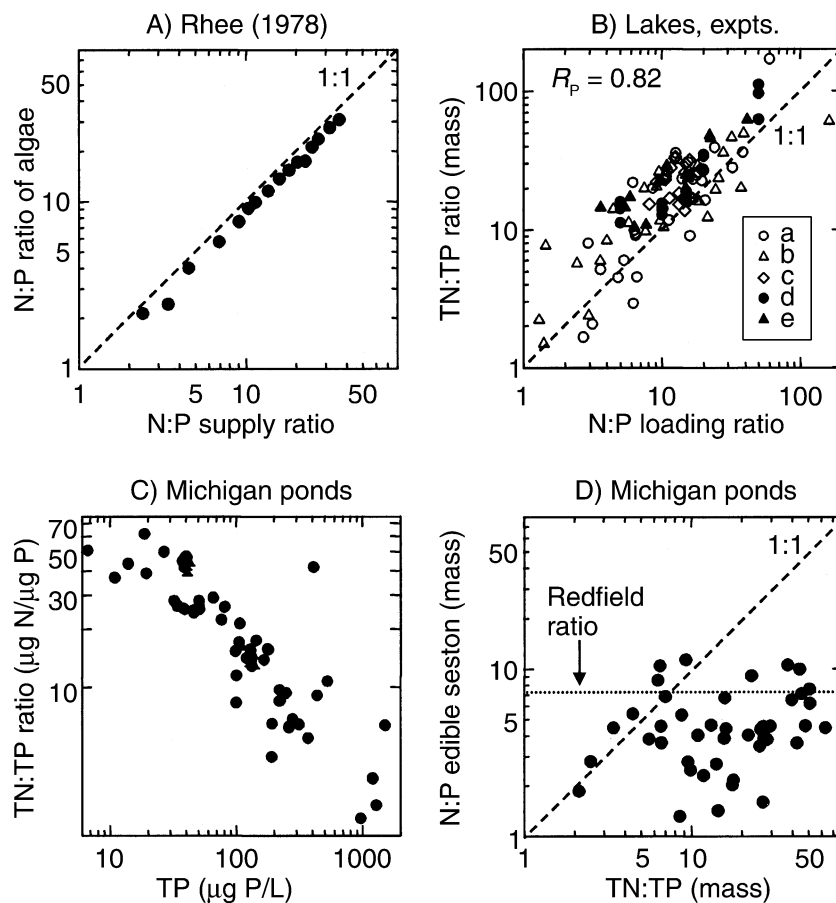 A) Rhee (1978)
50
10
5
1
1:1
N:P ratio of algae
1 5 10 50
N:P supply ratio
B) Lakes, expts.
100
10
1
R_P = 0.82
1:1
TN:TP ratio (mass)
a
b
c
d
e
1 10 100
N:P loading ratio
C) Michigan ponds
70
50
30
10
TN:TP ratio (µg N/µg P)
10 100 1000
TP (µg P/L)
D) Michigan ponds
50
10
5
1
1:1
Redfield
ratio
N:P edible seston (mass)
1 5 10 50
TN:TP (mass)